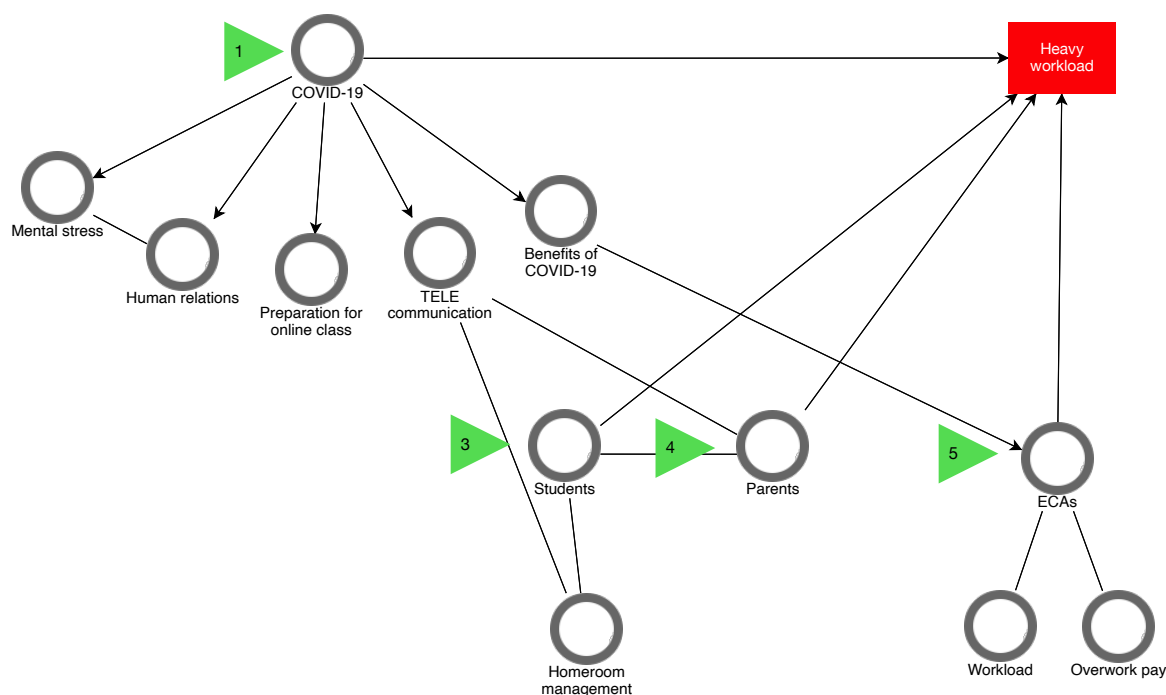 1
COVID-19
Heavy
workload
Mental stress
Human relations
Preparation for
online class
TELE
communication
Benefits of
COVID-19
3
Students
4
Parents
5
ECAs
Homeroom
management
Workload
Overwork pay